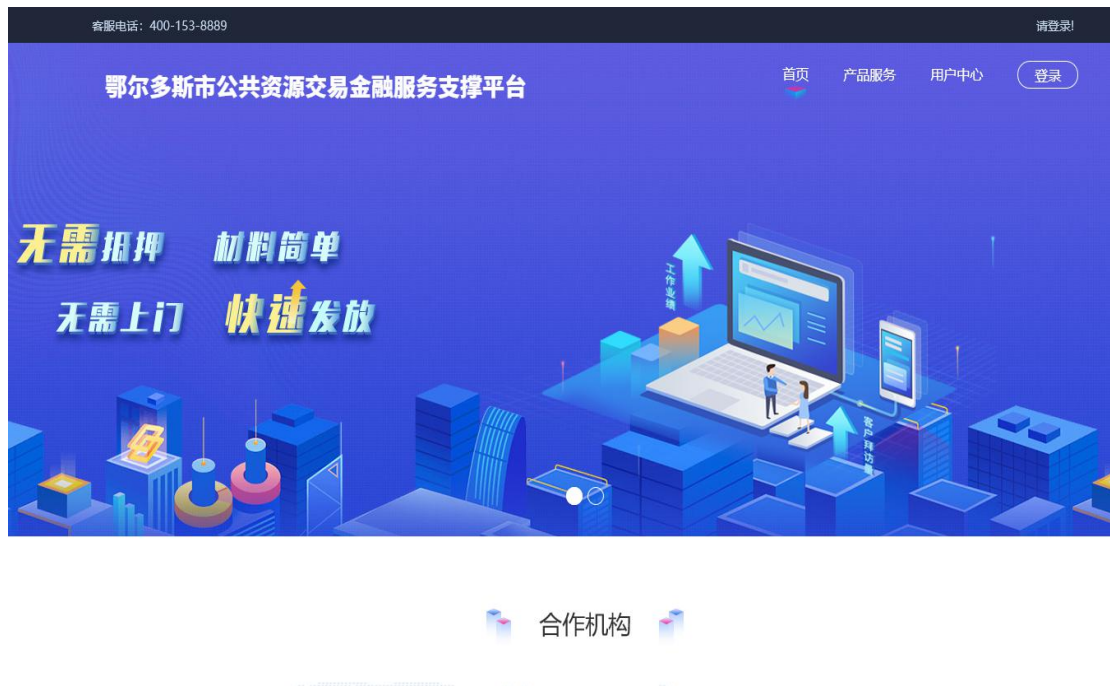 客服电话：400-153-8889
请登录!
鄂尔多斯市公共资源交易金融服务支撑平台
首页 产品服务 用户中心 登录
无需抵押 材料简单
无需上门 快速发放
工作业绩
客户拜访量
合作机构